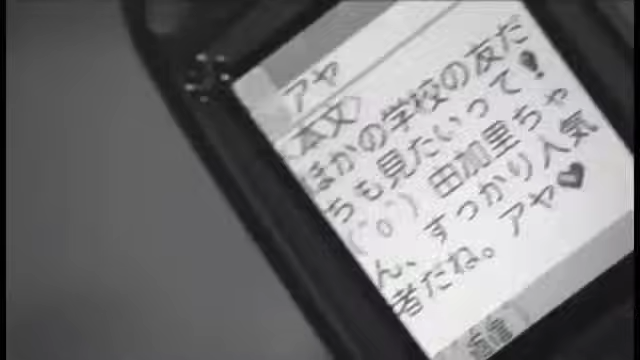 アヤ
〈本文〉
ほかの学校の友だ
ちも見たいって!
(゜o゜) 田加里ちゃ
ん、すっかり人気
者だね。アヤ♥
返信